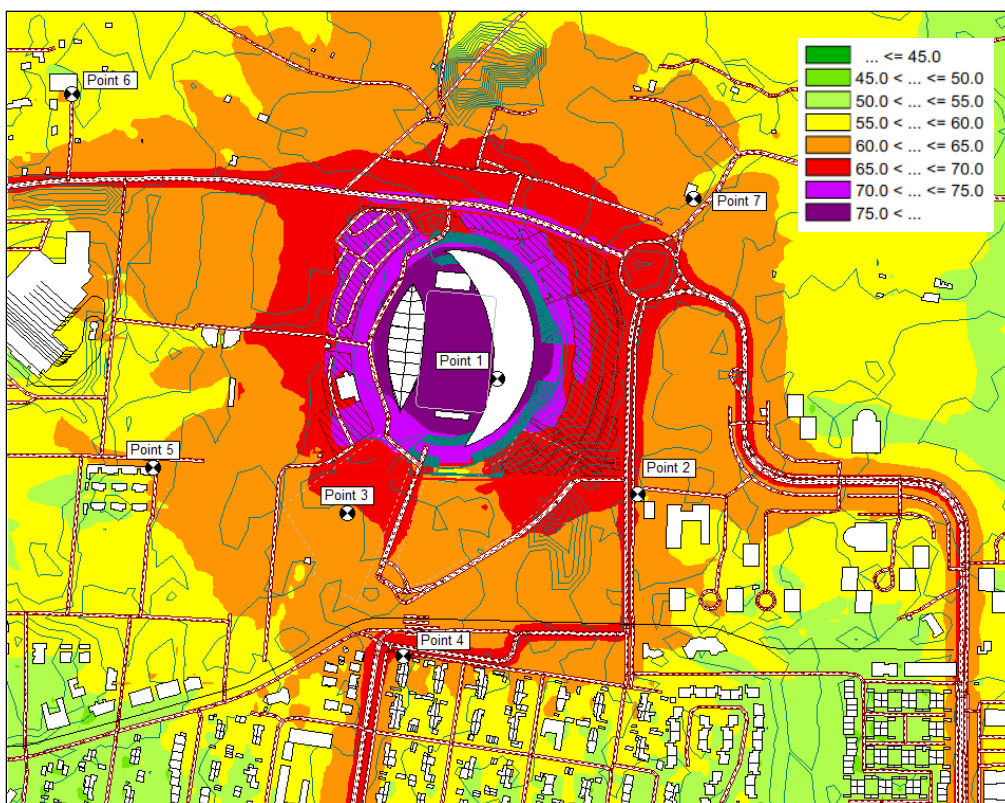 ... <= 45.0
45.0 < ... <= 50.0
50.0 < ... <= 55.0
55.0 < ... <= 60.0
60.0 < ... <= 65.0
65.0 < ... <= 70.0
70.0 < ... <= 75.0
75.0 < ...
Point 6
Point 7
Point 1
Point 5
Point 2
Point 3
Point 4